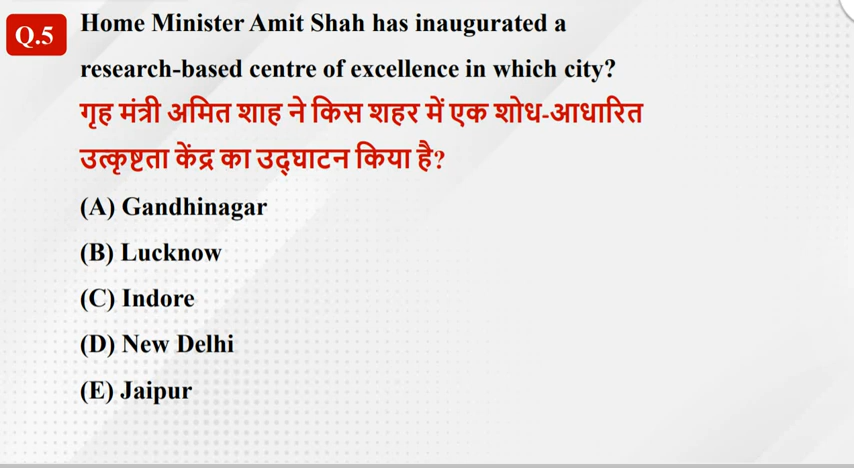 Q.5
Home Minister Amit Shah has inaugurated a
research-based centre of excellence in which city?
गृह मंत्री अमित शाह ने किस शहर में एक शोध-आधारित
उत्कृष्टता केंद्र का उद्घाटन किया है?
(A) Gandhinagar
(B) Lucknow
(C) Indore
(D) New Delhi
(E) Jaipur